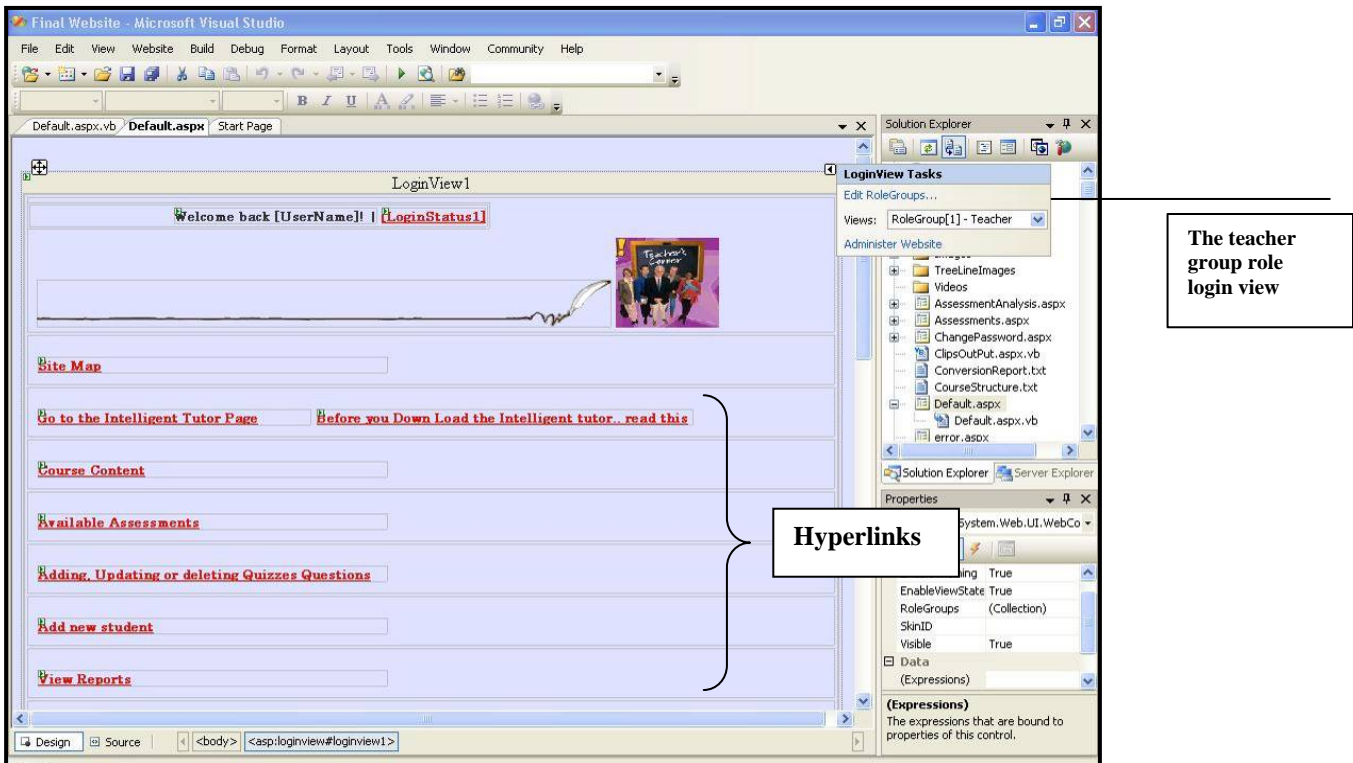 Final Website - Microsoft Visual Studio
File Edit View Website Build Debug Format Layout Tools Window Community Help
B I U A
Default.aspx.vb Default.aspx Start Page
LoginView1
Welcome back [UserName]! | [LoginStatus1]
Teacher's Corner
Site Map
Go to the Intelligent Tutor Page Before you Down Load the Intelligent tutor.. read this
Course Content
Available Assessments
Adding, Updating or deleting Quizzes Questions
Add new student
View Reports
Hyperlinks
Design Source <body> <asp:loginview#loginview1>
Solution Explorer
LoginView Tasks
Edit RoleGroups...
Views: RoleGroup[1] - Teacher
Administer Website
Images
TreeLineImages
Videos
AssessmentAnalysis.aspx
Assessments.aspx
ChangePassword.aspx
ClipsOutPut.aspx.vb
ConversionReport.txt
CourseStructure.txt
Default.aspx
Default.aspx.vb
error.aspx
Solution Explorer Server Explorer
Properties
System.Web.UI.WebCo
True
EnableViewState True
RoleGroups (Collection)
SkinID
Visible True
Data
(Expressions)
(Expressions)
The expressions that are bound to
properties of this control.
The teacher
group role
login view